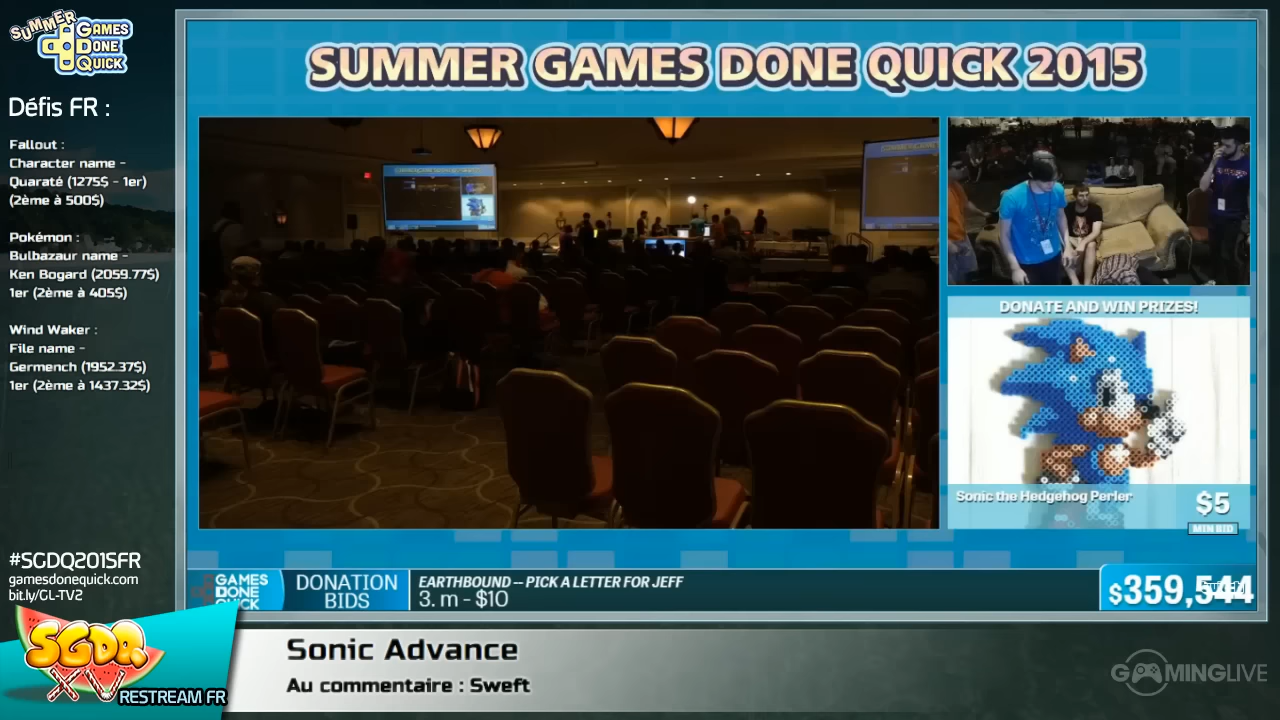 SUMMER
GAMES
DONE
QUICK
Défis FR :
Fallout :
Character name -
Quaraté (1275$ - 1er)
(2ème à 500$)
Pokémon :
Bulbazaur name -
Ken Bogard (2059.77$)
1er (2ème à 405$)
Wind Waker :
File name -
Germench (1952.37$)
1er (2ème à 1437.32$)
#SGDQ2015FR
gamesdonequick.com
bit.ly/GL-TV2
SGDQ
XV
RESTREAM FR
SUMMER GAMES DONE QUICK 2015
DONATE AND WIN PRIZES!
Sonic the Hedgehog Perler
$5
MIN BID
GAMES
DONE
QUICK
DONATION
BIDS
EARTHBOUND -- PICK A LETTER FOR JEFF
3. m - $10
$359,544
Sonic Advance
Au commentaire : Sweft
GAMINGLIVE